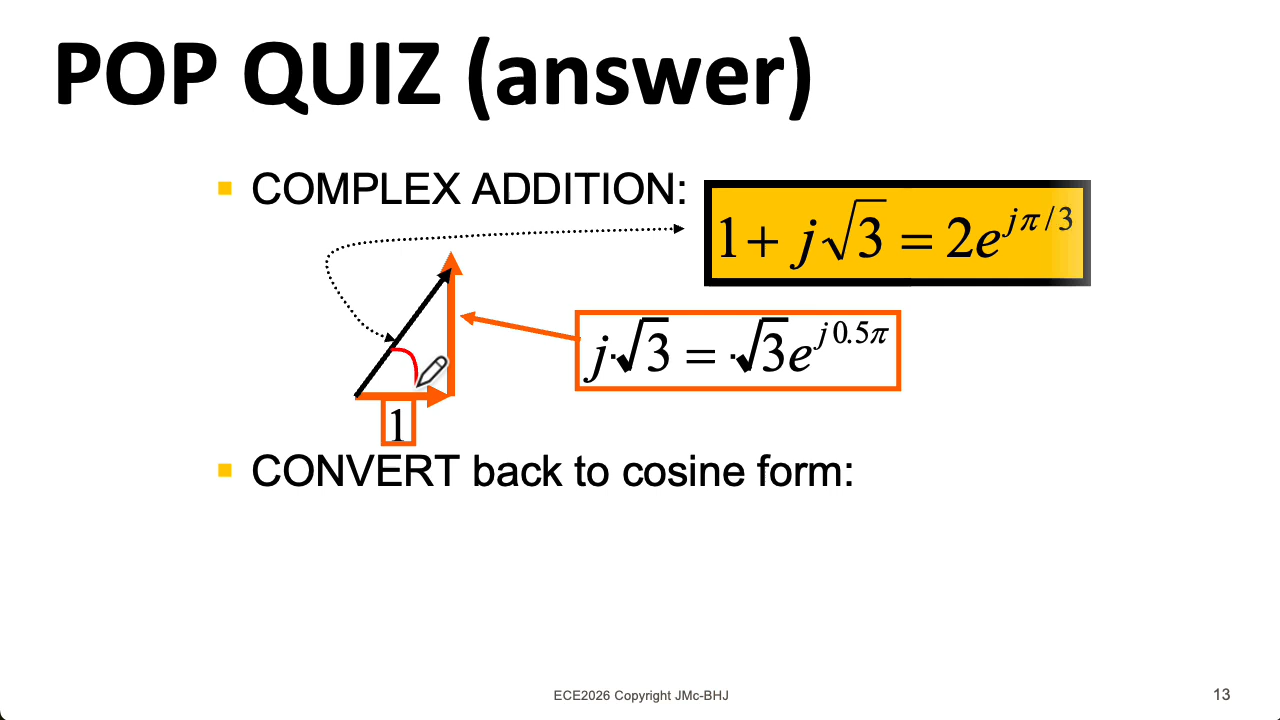 POP QUIZ (answer)
COMPLEX ADDITION:
1 + j√3 = 2e^{jπ/3}
j√3 = √3e^{j0.5π}
1
CONVERT back to cosine form:
ECE2026 Copyright JMc-BHJ
13